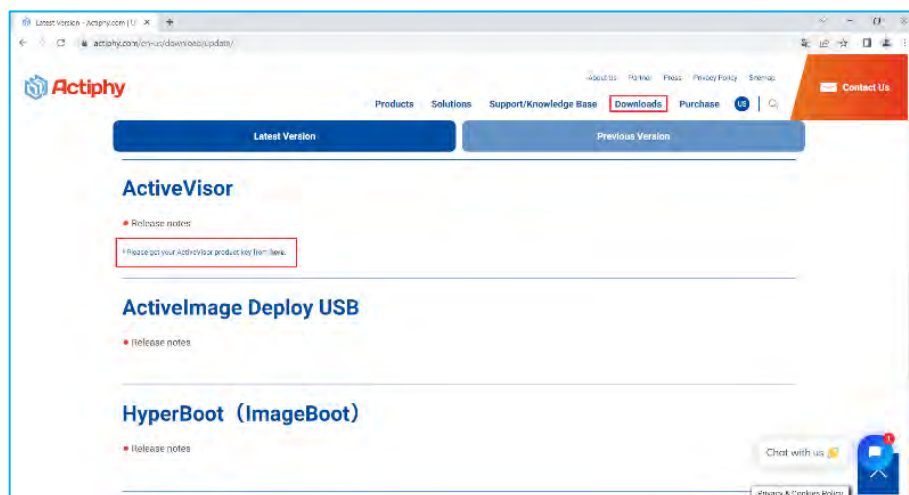 Latest Version - Actiphy.com | U
actiphy.com/en-us/download/update/
Actiphy
About Us Partner Press Privacy Policy Sitemap
Contact Us
Products Solutions Support/Knowledge Base Downloads Purchase US
Latest Version Previous Version
ActiveVisor
Release notes
* Please get your ActiveVisor product key from here.
ActiveImage Deploy USB
Release notes
HyperBoot（ImageBoot）
Release notes
Chat with us
1
Privacy & Cookies Policy